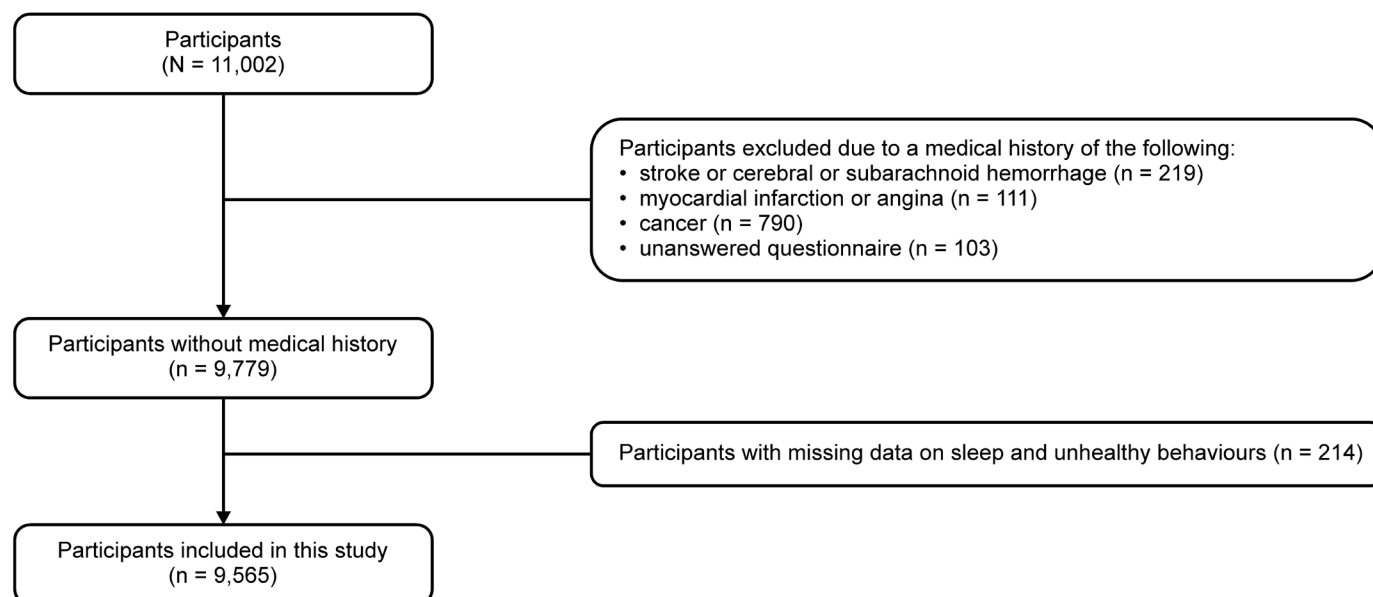 Participants
(N = 11,002)
Participants excluded due to a medical history of the following:
• stroke or cerebral or subarachnoid hemorrhage (n = 219)
• myocardial infarction or angina (n = 111)
• cancer (n = 790)
• unanswered questionnaire (n = 103)
Participants without medical history
(n = 9,779)
Participants with missing data on sleep and unhealthy behaviours (n = 214)
Participants included in this study
(n = 9,565)